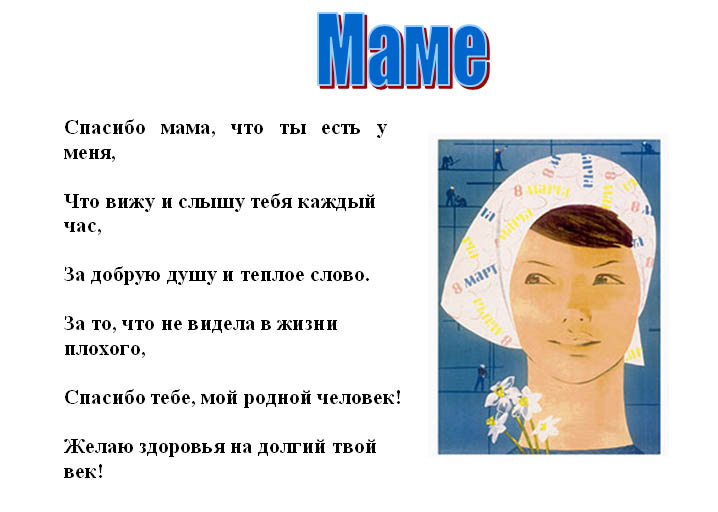 Маме
Спасибо мама, что ты есть у
меня,
Что вижу и слышу тебя каждый
час,
За добрую душу и теплое слово.
За то, что не видела в жизни
плохого,
Спасибо тебе, мой родной человек!
Желаю здоровья на долгий твой
век!
8 марта
8 марта
8 март